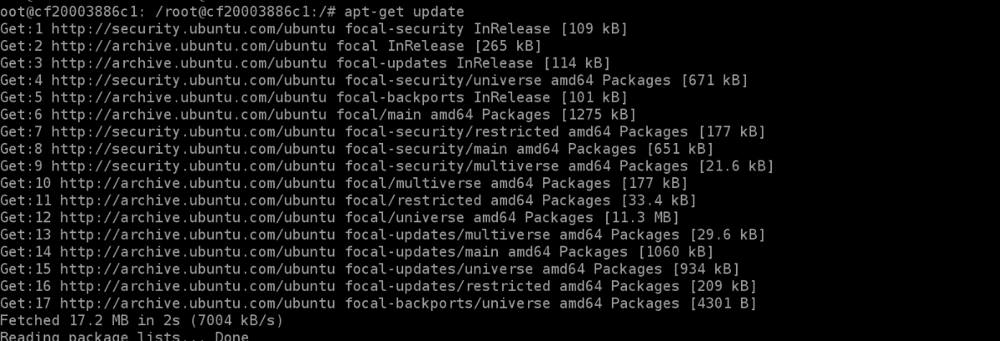 oot@cf20003886c1: /root@cf20003886c1:/# apt-get update
Get:1 http://security.ubuntu.com/ubuntu focal-security InRelease [109 kB]
Get:2 http://archive.ubuntu.com/ubuntu focal InRelease [265 kB]
Get:3 http://archive.ubuntu.com/ubuntu focal-updates InRelease [114 kB]
Get:4 http://security.ubuntu.com/ubuntu focal-security/universe amd64 Packages [671 kB]
Get:5 http://archive.ubuntu.com/ubuntu focal-backports InRelease [101 kB]
Get:6 http://archive.ubuntu.com/ubuntu focal/main amd64 Packages [1275 kB]
Get:7 http://security.ubuntu.com/ubuntu focal-security/restricted amd64 Packages [177 kB]
Get:8 http://security.ubuntu.com/ubuntu focal-security/main amd64 Packages [651 kB]
Get:9 http://security.ubuntu.com/ubuntu focal-security/multiverse amd64 Packages [21.6 kB]
Get:10 http://archive.ubuntu.com/ubuntu focal/multiverse amd64 Packages [177 kB]
Get:11 http://archive.ubuntu.com/ubuntu focal/restricted amd64 Packages [33.4 kB]
Get:12 http://archive.ubuntu.com/ubuntu focal/universe amd64 Packages [11.3 MB]
Get:13 http://archive.ubuntu.com/ubuntu focal-updates/multiverse amd64 Packages [29.6 kB]
Get:14 http://archive.ubuntu.com/ubuntu focal-updates/main amd64 Packages [1060 kB]
Get:15 http://archive.ubuntu.com/ubuntu focal-updates/universe amd64 Packages [934 kB]
Get:16 http://archive.ubuntu.com/ubuntu focal-updates/restricted amd64 Packages [209 kB]
Get:17 http://archive.ubuntu.com/ubuntu focal-backports/universe amd64 Packages [4301 B]
Fetched 17.2 MB in 2s (7004 kB/s)
Reading package lists... Done